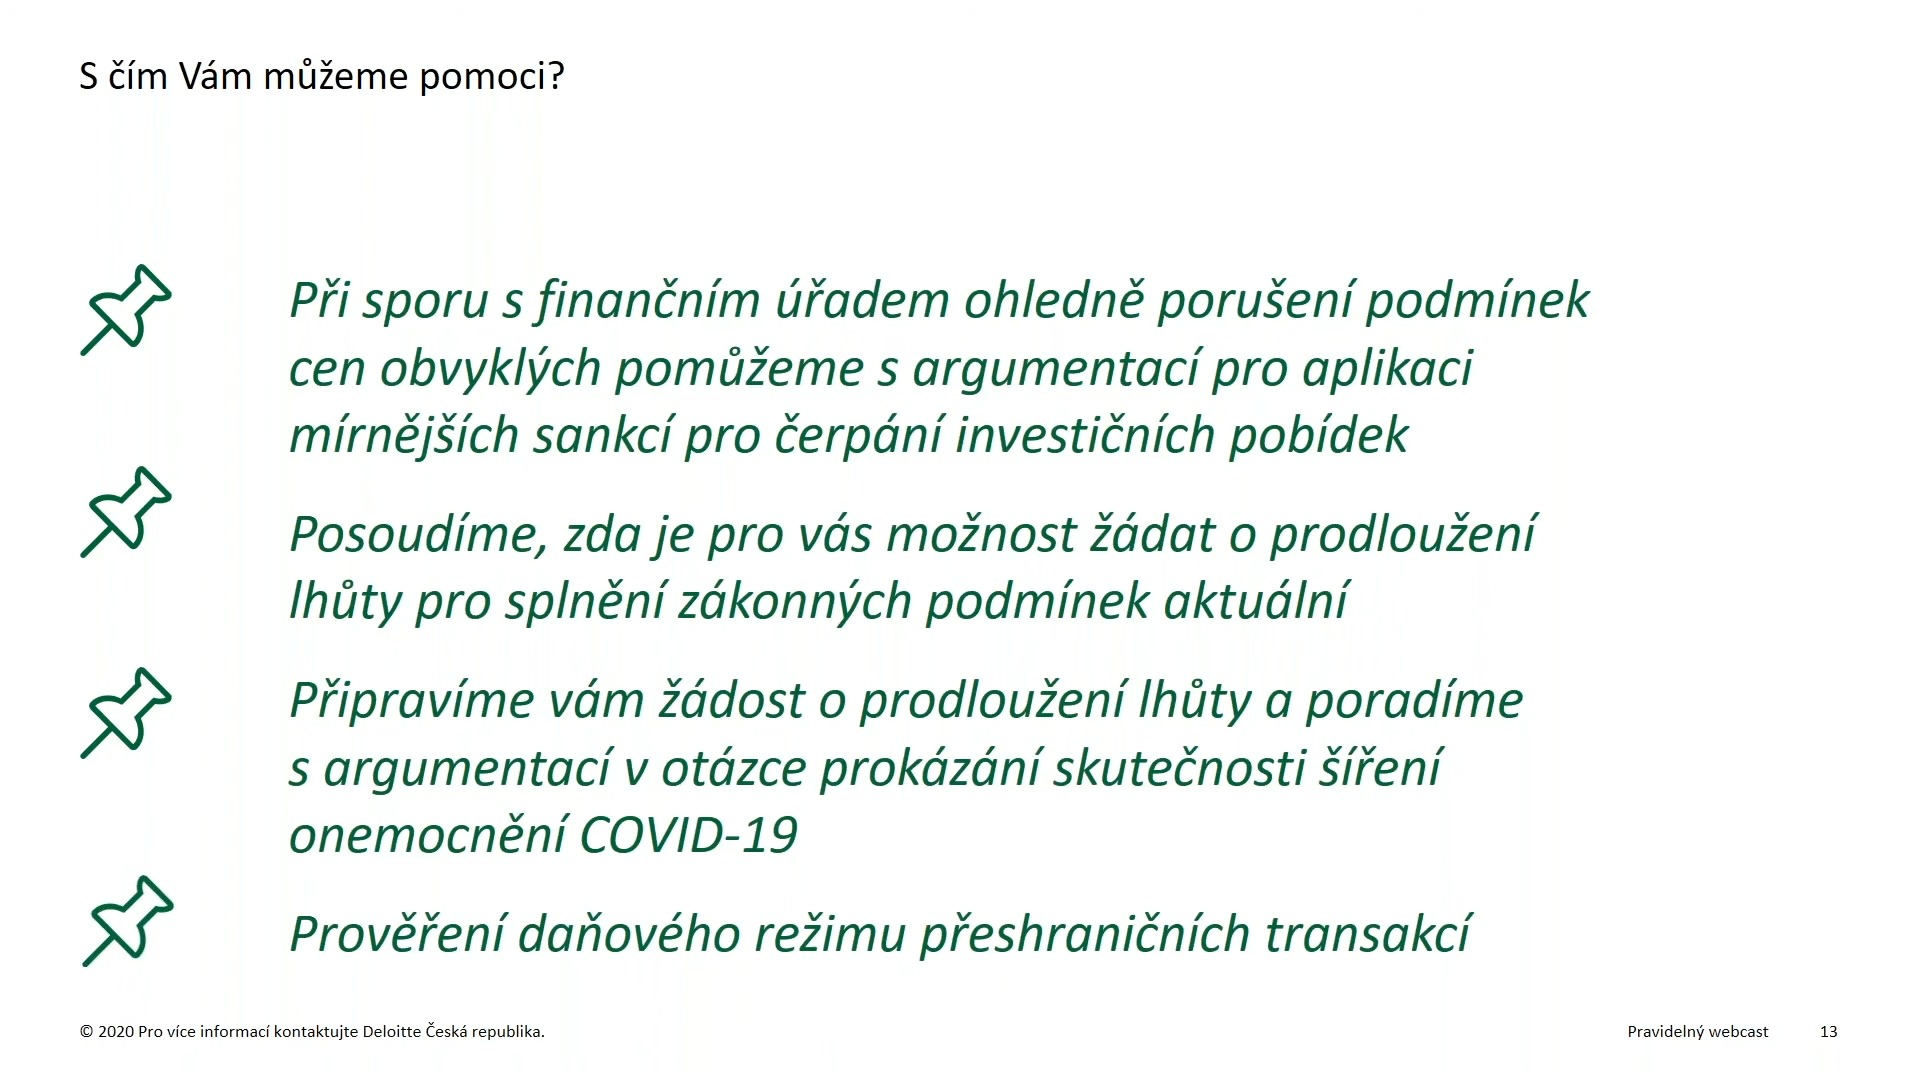 S čím Vám můžeme pomoci?
Při sporu s finančním úřadem ohledně porušení podmínek
cen obvyklých pomůžeme s argumentací pro aplikaci
mírnějších sankcí pro čerpání investičních pobídek
Posoudíme, zda je pro vás možnost žádat o prodloužení
lhůty pro splnění zákonných podmínek aktuální
Připravíme vám žádost o prodloužení lhůty a poradíme
s argumentací v otázce prokázání skutečnosti šíření
onemocnění COVID-19
Prověření daňového režimu přeshraničních transakcí
© 2020 Pro více informací kontaktujte Deloitte Česká republika.
Pravidelný webcast 13